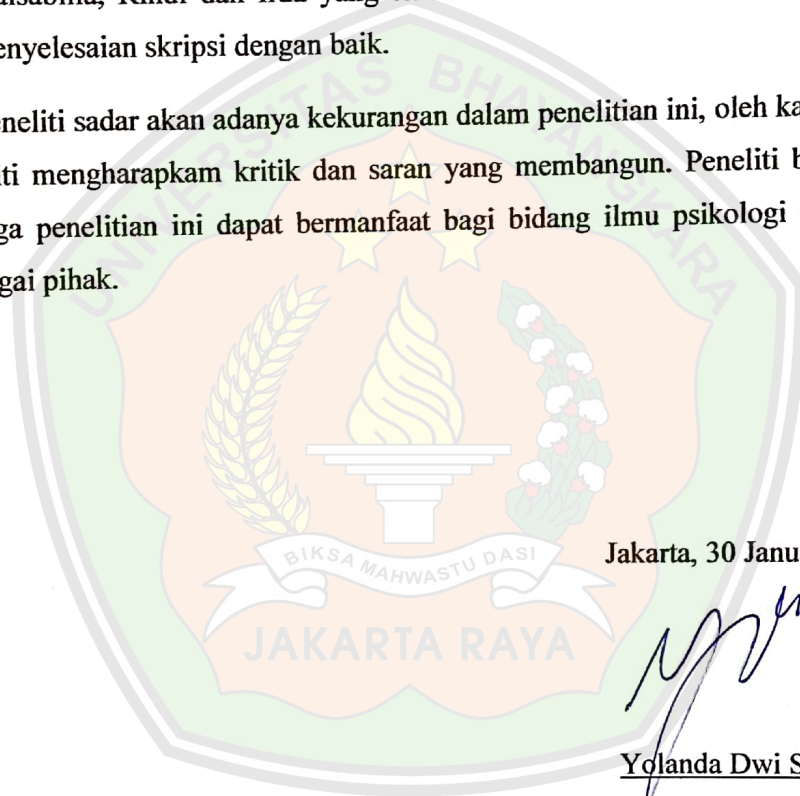 dan
penyelesaian skripsi dengan baik.
eneliti sadar akan adanya kekurangan dalam penelitian ini, oleh ka
iti mengharapkam kritik dan saran yang membangun. Peneliti b
ga penelitian ini dapat bermanfaat bagi bidang ilmu psikologi
gai pihak.
UNIVERSITAS BHAYANGKARA
BIKSA MAHWASTU DASI
JAKARTA RAYA
Jakarta, 30 Janu
Yolanda Dwi S